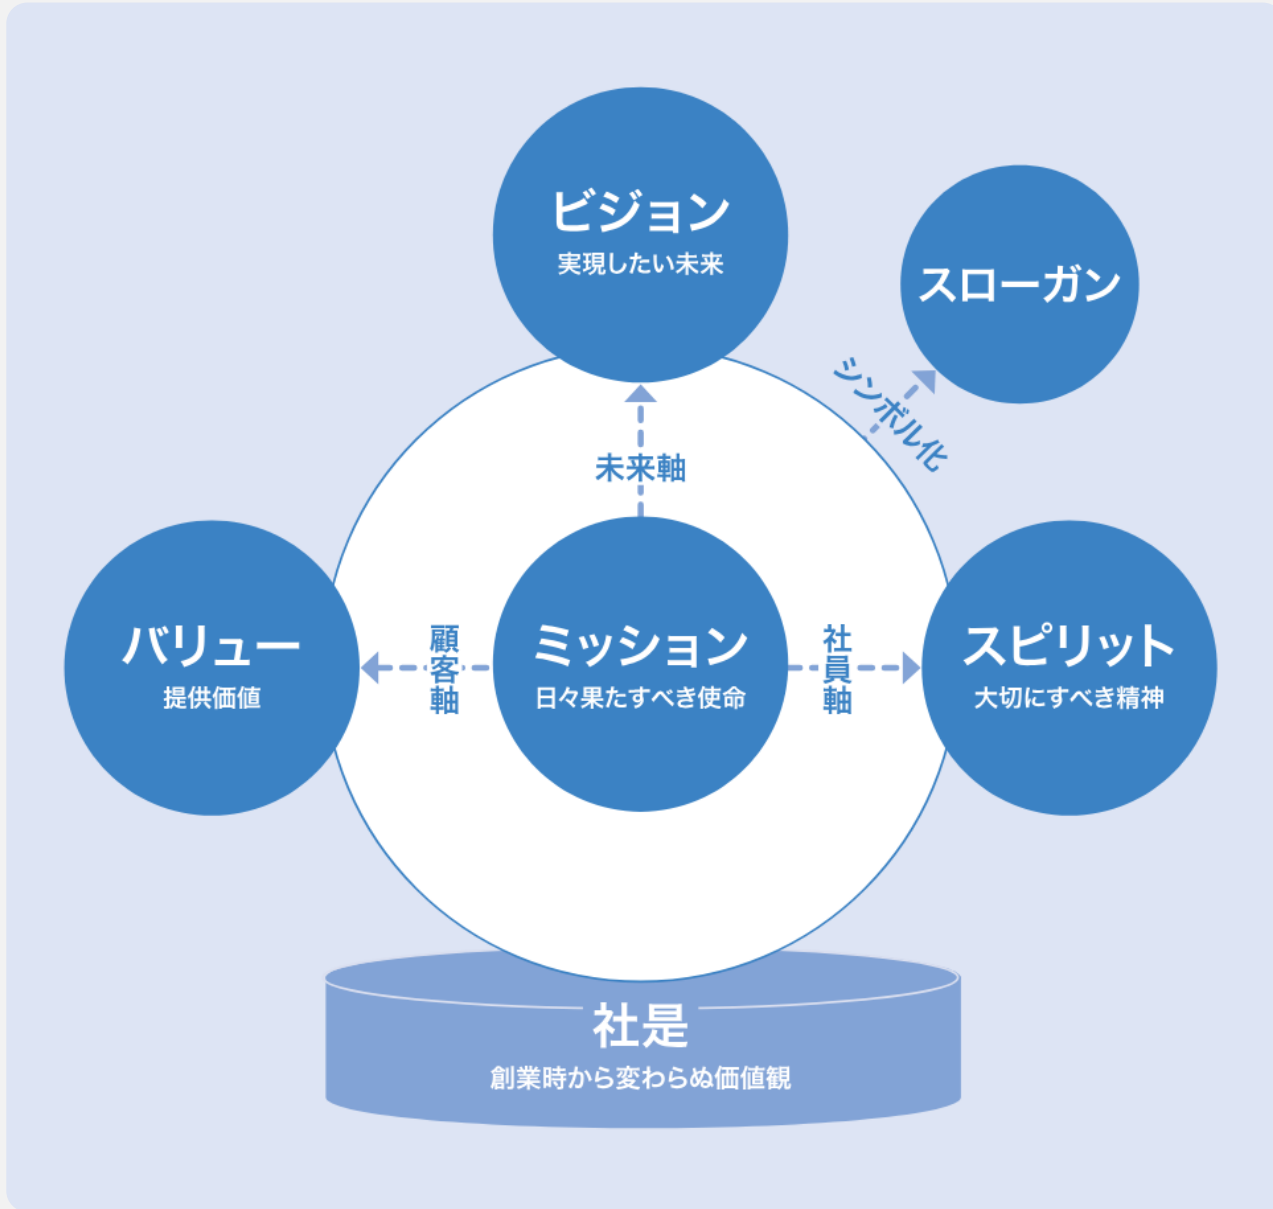 ビジョン
実現したい未来
スローガン
シンボル化
未来軸
バリュー
提供価値
顧客軸
ミッション
日々果たすべき使命
社員軸
スピリット
大切にすべき精神
社是
創業時から変わらぬ価値観